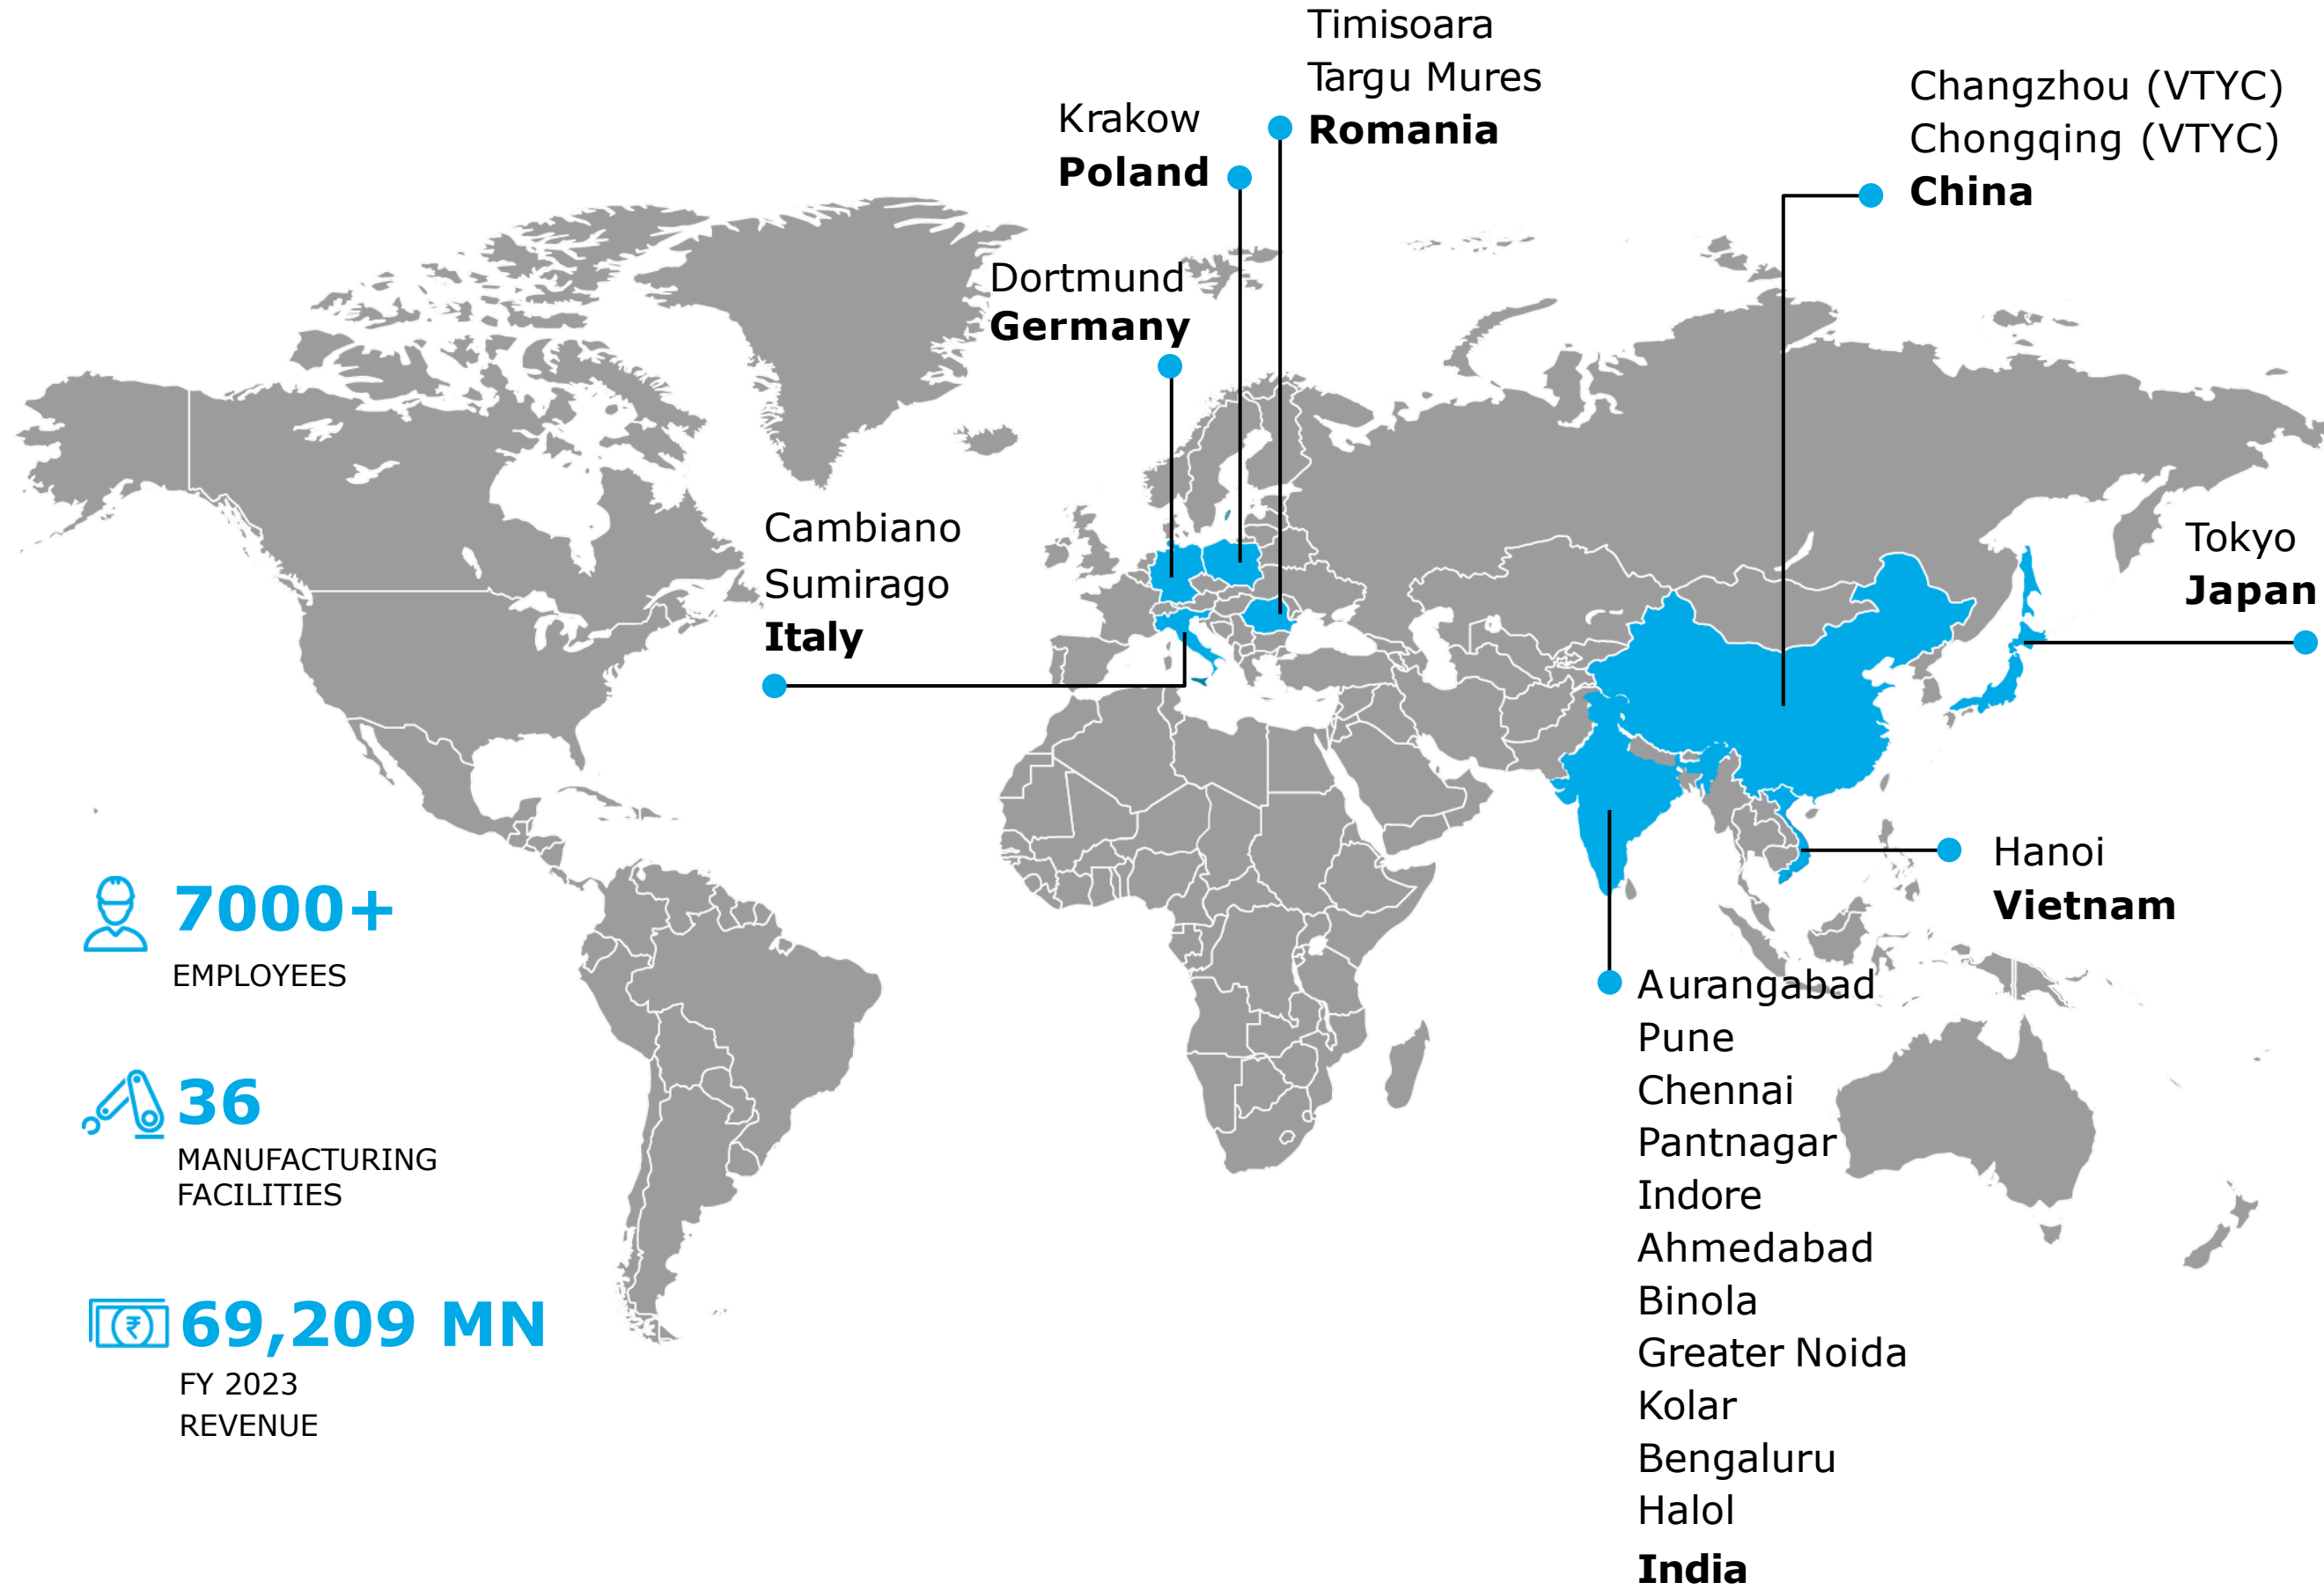 Timisoara
Targu Mures
Romania
Krakow
Poland
Changzhou (VTYC)
Chongqing (VTYC)
China
Dortmund
Germany
Cambiano
Sumirago
Italy
Tokyo
Japan
Hanoi
Vietnam
7000+
EMPLOYEES
36
MANUFACTURING
FACILITIES
₹
69,209 MN
FY 2023
REVENUE
Aurangabad
Pune
Chennai
Pantnagar
Indore
Ahmedabad
Binola
Greater Noida
Kolar
Bengaluru
Halol
India